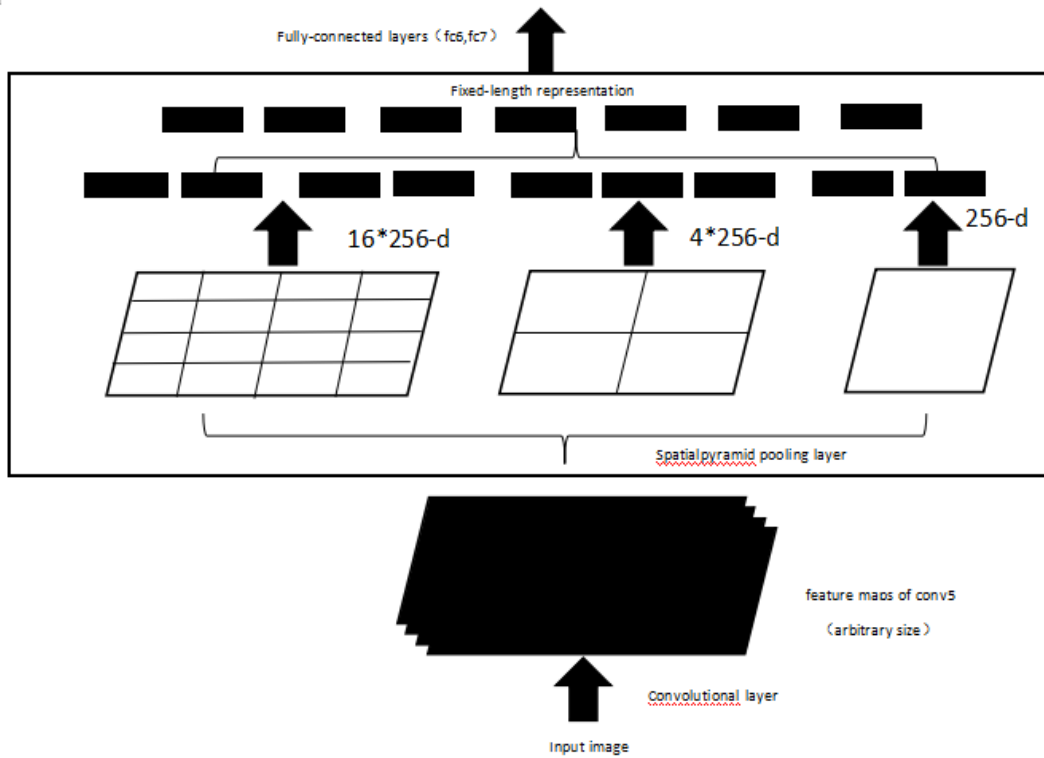 Fully-connected layers（fc6,fc7）
Fixed-length representation
16*256-d
4*256-d
256-d
Spatialpyramid pooling layer
feature maps of conv5
（arbitrary size）
Convolutional layer
Input image